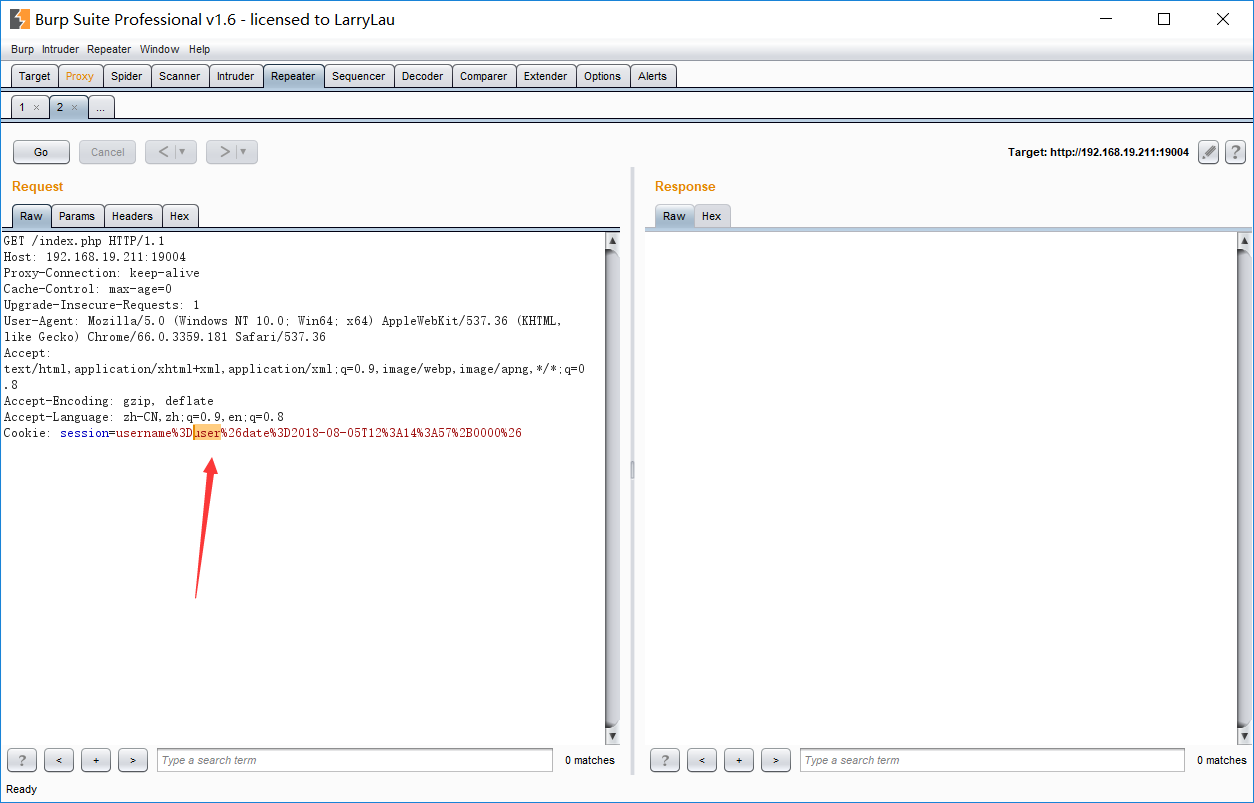 Burp Suite Professional v1.6 - licensed to LarryLau
Burp Intruder Repeater Window Help
Target Proxy Spider Scanner Intruder Repeater Sequencer Decoder Comparer Extender Options Alerts
1 × 2 × ...
Go Cancel < ▼ > ▼ Target: http://192.168.19.211:19004 ?
Request Response
Raw Params Headers Hex Raw Hex
GET /index.php HTTP/1.1
Host: 192.168.19.211:19004
Proxy-Connection: keep-alive
Cache-Control: max-age=0
Upgrade-Insecure-Requests: 1
User-Agent: Mozilla/5.0 (Windows NT 10.0; Win64; x64) AppleWebKit/537.36 (KHTML,
like Gecko) Chrome/66.0.3359.181 Safari/537.36
Accept:
text/html,application/xhtml+xml,application/xml;q=0.9,image/webp,image/apng,*/*;q=0
.8
Accept-Encoding: gzip, deflate
Accept-Language: zh-CN,zh;q=0.9,en;q=0.8
Cookie: session=username%3Duser%26date%3D2018-08-05T12%3A14%3A57%2B0000%26
? < + > Type a search term 0 matches ? < + > Type a search term 0 matches
Ready